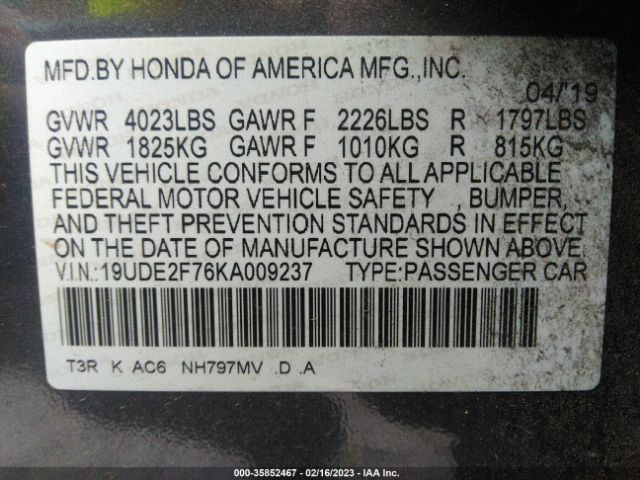 MFD.BY HONDA OF AMERICA MFG.,INC.
04/'19
GVWR 4023LBS GAWR F 2226LBS R 1797LBS
GVWR 1825KG GAWR F 1010KG R 815KG
THIS VEHICLE CONFORMS TO ALL APPLICABLE
FEDERAL MOTOR VEHICLE SAFETY , BUMPER,
AND THEFT PREVENTION STANDARDS IN EFFECT
ON THE DATE OF MANUFACTURE SHOWN ABOVE.
V.I.N.: 19UDE2F76KA009237 TYPE:PASSENGER CAR
T3R K AC6 NH797MV .D .A
000-35852467 - 02/16/2023 - IAA Inc.